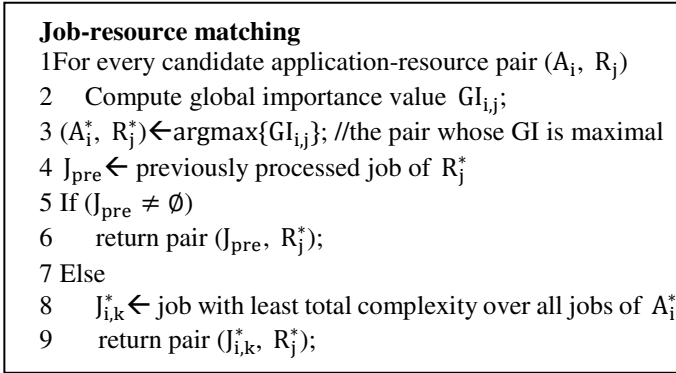 Job-resource matching
1For every candidate application-resource pair (Aᵢ, Rⱼ)
2 Compute global importance value GIᵢ,ⱼ;
3 (Aᵢ*, Rⱼ*)←argmax{GIᵢ,ⱼ}; //the pair whose GI is maximal
4 Jₚᵣₑ← previously processed job of Rⱼ*
5 If (Jₚᵣₑ ≠ ∅)
6 return pair (Jₚᵣₑ, Rⱼ*);
7 Else
8 Jᵢ,ₖ*← job with least total complexity over all jobs of Aᵢ*
9 return pair (Jᵢ,ₖ*, Rⱼ*);